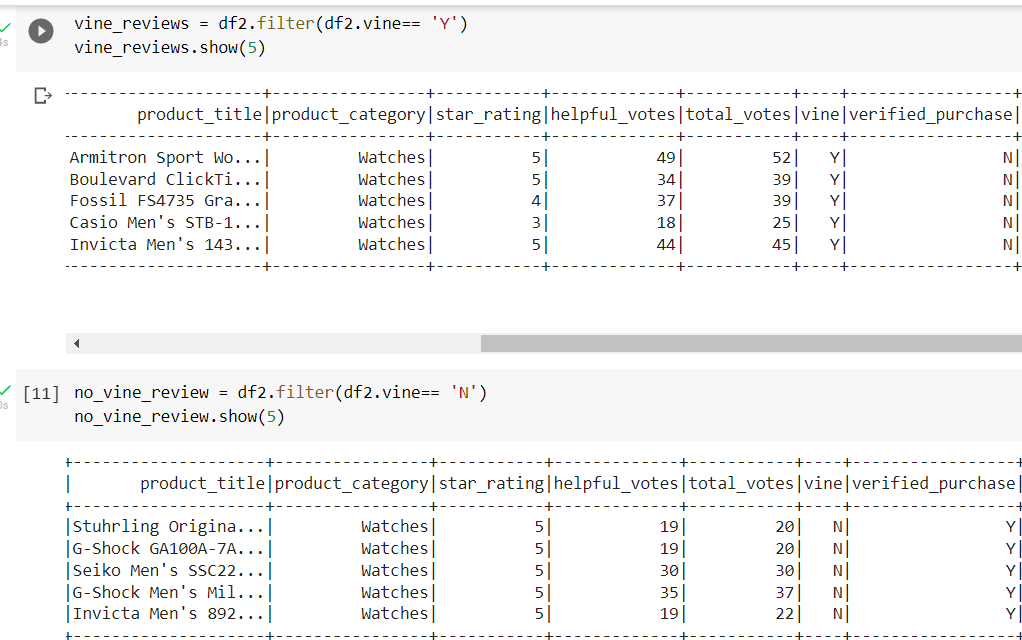 vine_reviews = df2.filter(df2.vine== 'Y')
4s
vine_reviews.show(5)
--------------------+----------------+-----------+-------------+-----------+----+-----------------+
product_title|product_category|star_rating|helpful_votes|total_votes|vine|verified_purchase|
--------------------+----------------+-----------+-------------+-----------+----+-----------------+
Armitron Sport Wo...| Watches| 5| 49| 52| Y| N|
Boulevard ClickTi...| Watches| 5| 34| 39| Y| N|
Fossil FS4735 Gra...| Watches| 4| 37| 39| Y| N|
Casio Men's STB-1...| Watches| 3| 18| 25| Y| N|
Invicta Men's 143...| Watches| 5| 44| 45| Y| N|
--------------------+----------------+-----------+-------------+-----------+----+-----------------+
[11] no_vine_review = df2.filter(df2.vine== 'N')
0s
no_vine_review.show(5)
+--------------------+----------------+-----------+-------------+-----------+----+-----------------+
| product_title|product_category|star_rating|helpful_votes|total_votes|vine|verified_purchase|
+--------------------+----------------+-----------+-------------+-----------+----+-----------------+
|Stuhrling Origina...| Watches| 5| 19| 20| N| Y|
|G-Shock GA100A-7A...| Watches| 5| 19| 20| N| Y|
|Seiko Men's SSC22...| Watches| 5| 30| 30| N| Y|
|G-Shock Men's Mil...| Watches| 5| 35| 37| N| Y|
|Invicta Men's 892...| Watches| 5| 19| 22| N| Y|
+--------------------+----------------+-----------+-------------+-----------+----+-----------------+